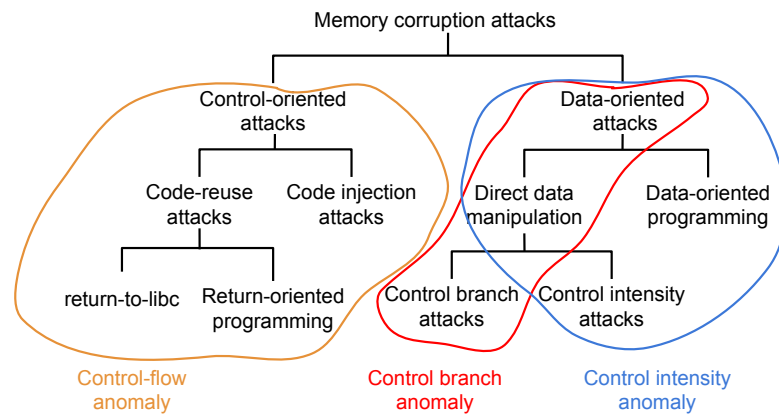 Memory corruption attacks
Control-oriented
attacks
Data-oriented
attacks
Code-reuse
attacks
Code injection
attacks
Direct data
manipulation
Data-oriented
programming
return-to-libc
Return-oriented
programming
Control branch
attacks
Control intensity
attacks
Control-flow
anomaly
Control branch
anomaly
Control intensity
anomaly